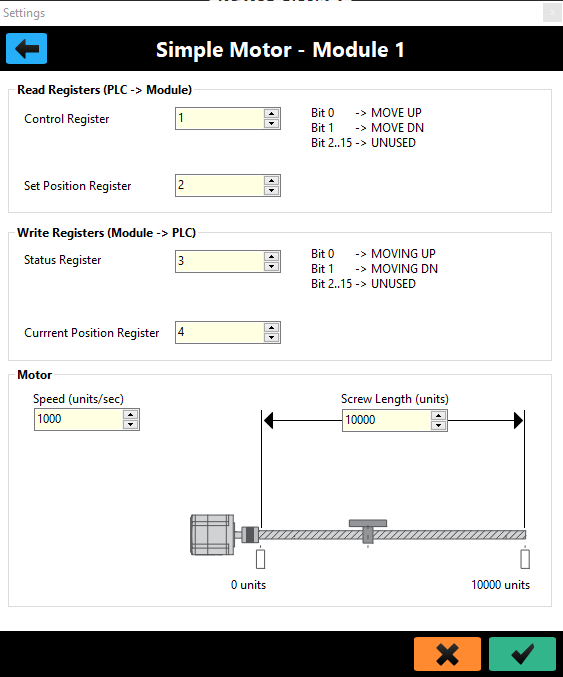 Settings
Simple Motor - Module 1
Read Registers (PLC -> Module)
Control Register
1
Bit 0 -> MOVE UP
Bit 1 -> MOVE DN
Bit 2..15 -> UNUSED
Set Position Register
2
Write Registers (Module -> PLC)
Status Register
3
Bit 0 -> MOVING UP
Bit 1 -> MOVING DN
Bit 2..15 -> UNUSED
Currrent Position Register
4
Motor
Speed (units/sec)
1000
Screw Length (units)
10000
0 units
10000 units